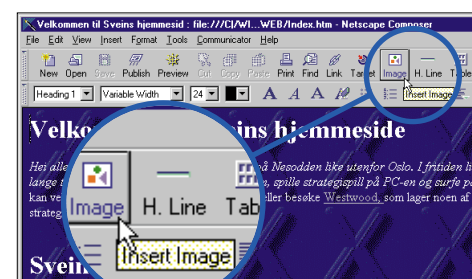 Velkommen til Sveins hjemmesid : file:///C|/WI...WEB/Index.htm - Netscape Composer
File Edit View Insert Format Tools Communicator Help
New Open Save Publish Preview Cut Copy Paste Print Find Link Target Image H. Line Table
Heading 1 Variable Width 24 A A A Insert Image
Velko ins hjemmeside
Hei alle på Nesodden like utenfor Oslo. I fritiden li
lange t n, spille strategispill på PC-en og surfe p
kan ve eller besøke Westwood, som lager noen af
strateg
Svein
Image H. Line Tab
Insert Image